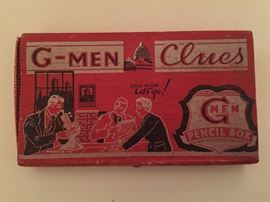 G-MEN Clues
Let's go!
G
MEN
PENCIL BOX